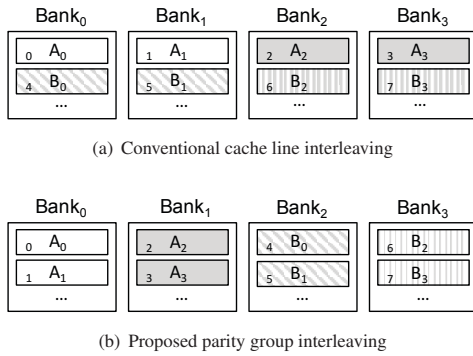 Bank0 Bank1 Bank2 Bank3
0 A0 1 A1 2 A2 3 A3
4 B0 5 B1 6 B2 7 B3
... ... ... ...
(a) Conventional cache line interleaving
Bank0 Bank1 Bank2 Bank3
0 A0 2 A2 4 B0 6 B2
1 A1 3 A3 5 B1 7 B3
... ... ... ...
(b) Proposed parity group interleaving